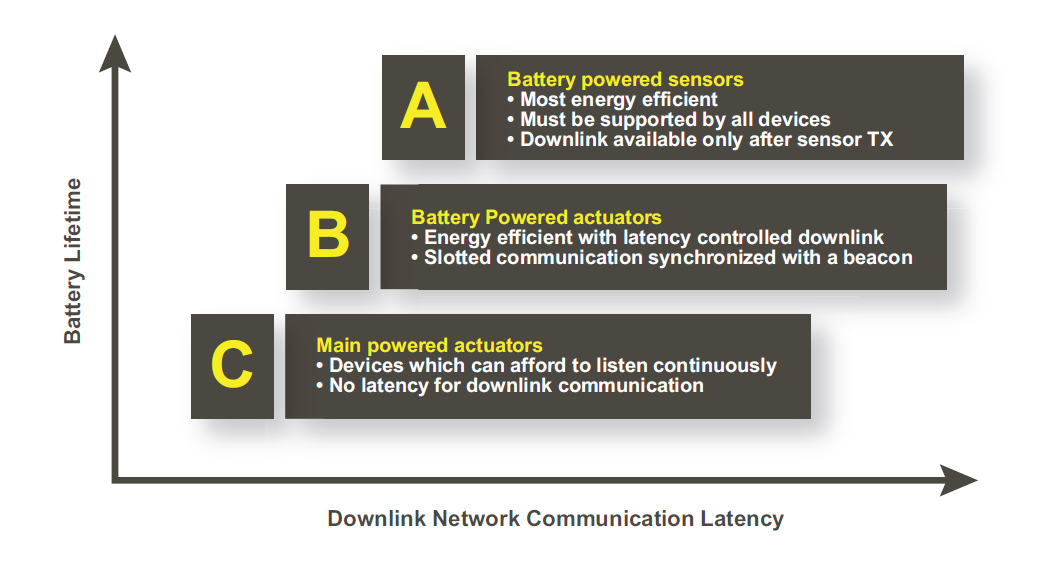 A
Battery powered sensors
• Most energy efficient
• Must be supported by all devices
• Downlink available only after sensor TX
B
Battery Powered actuators
• Energy efficient with latency controlled downlink
• Slotted communication synchronized with a beacon
C
Main powered actuators
• Devices which can afford to listen continuously
• No latency for downlink communication
Battery Lifetime
Downlink Network Communication Latency